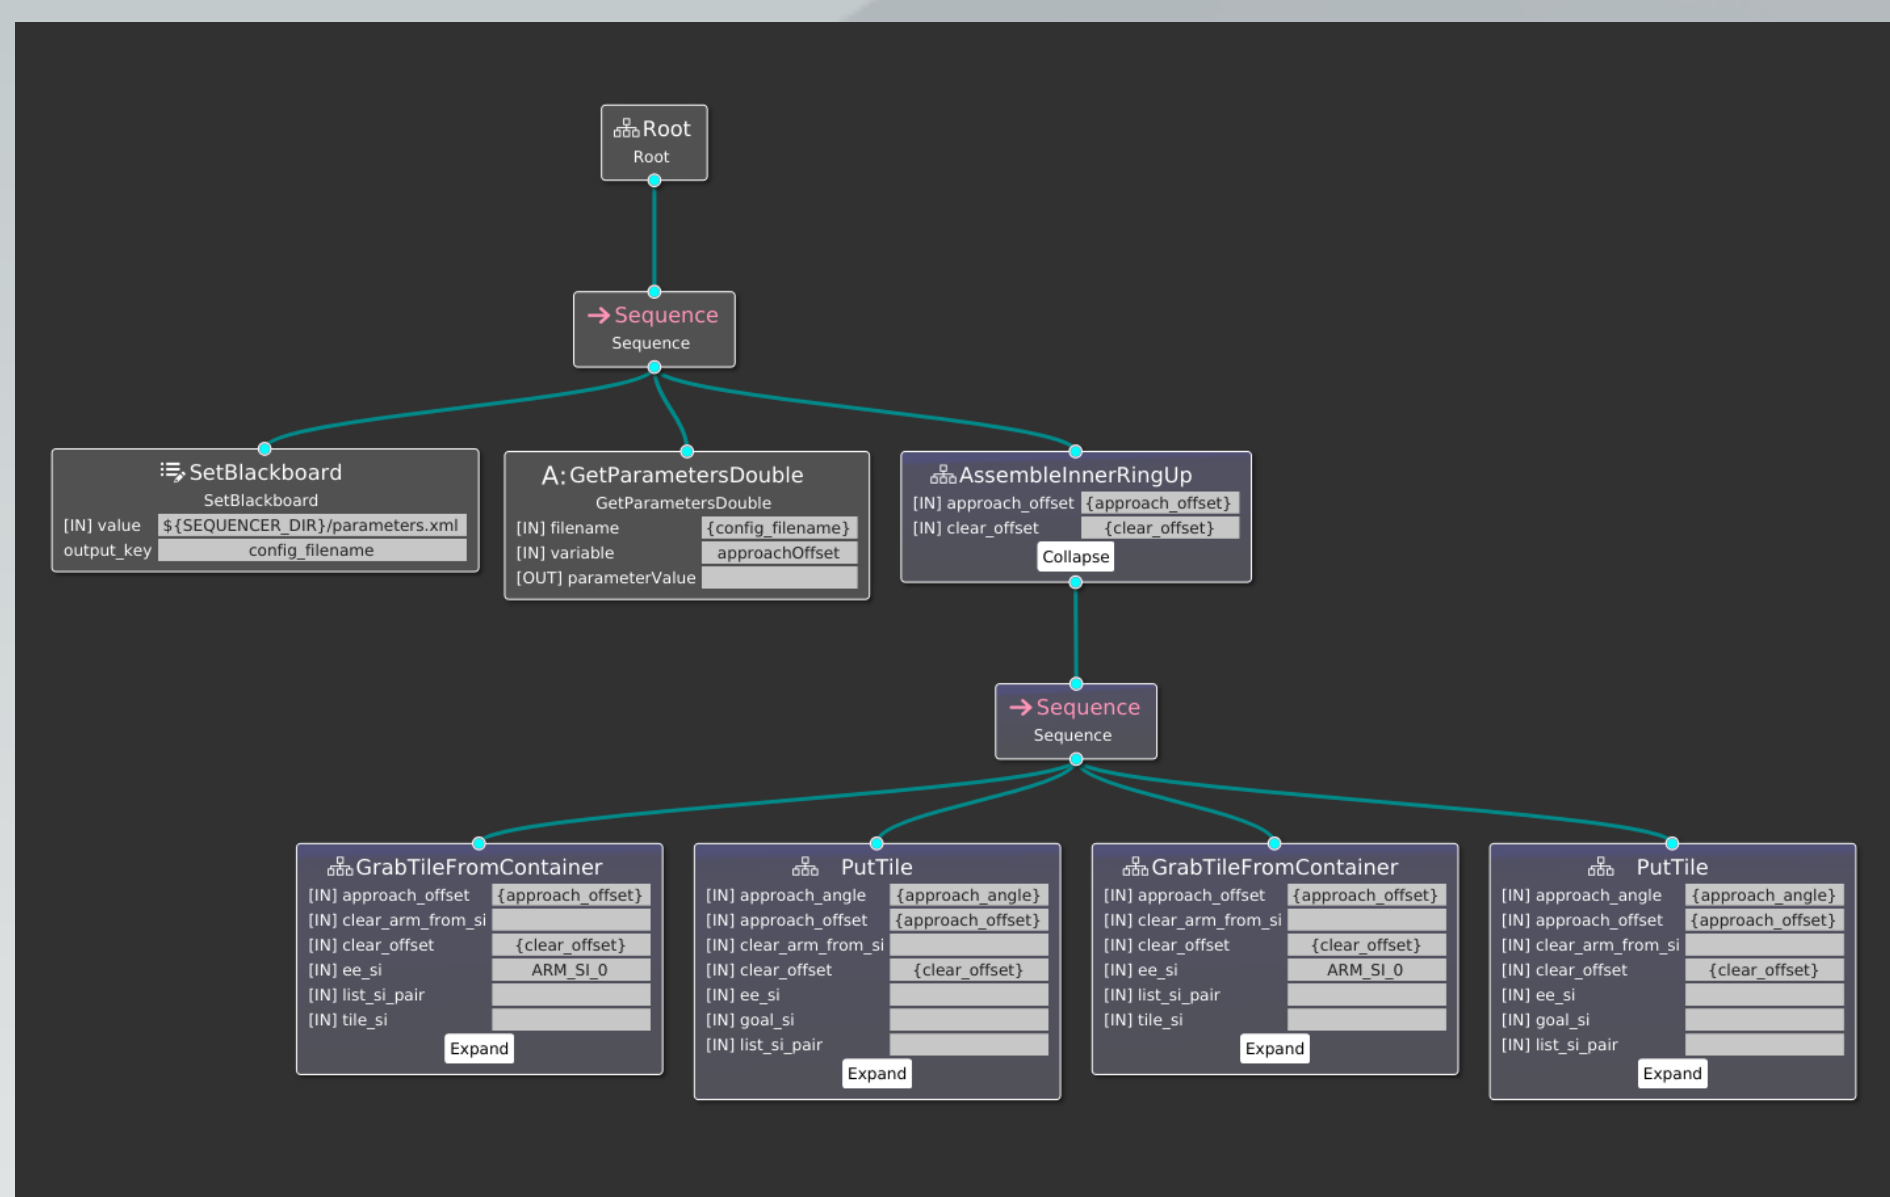 Root
Root
Sequence
Sequence
SetBlackboard
SetBlackboard
[IN] value ${SEQUENCER_DIR}/parameters.xml
output_key config_filename
A: GetParametersDouble
GetParametersDouble
[IN] filename {config_filename}
[IN] variable approachOffset
[OUT] parameterValue
AssembleInnerRingUp
[IN] approach_offset {approach_offset}
[IN] clear_offset {clear_offset}
Collapse
Sequence
Sequence
GrabTileFromContainer
[IN] approach_offset {approach_offset}
[IN] clear_arm_from_si
[IN] clear_offset {clear_offset}
[IN] ee_si ARM_SI_0
[IN] list_si_pair
[IN] tile_si
Expand
PutTile
[IN] approach_angle {approach_angle}
[IN] approach_offset {approach_offset}
[IN] clear_arm_from_si
[IN] clear_offset {clear_offset}
[IN] ee_si
[IN] goal_si
[IN] list_si_pair
Expand
GrabTileFromContainer
[IN] approach_offset {approach_offset}
[IN] clear_arm_from_si
[IN] clear_offset {clear_offset}
[IN] ee_si ARM_SI_0
[IN] list_si_pair
[IN] tile_si
Expand
PutTile
[IN] approach_angle {approach_angle}
[IN] approach_offset {approach_offset}
[IN] clear_arm_from_si
[IN] clear_offset {clear_offset}
[IN] ee_si
[IN] goal_si
[IN] list_si_pair
Expand